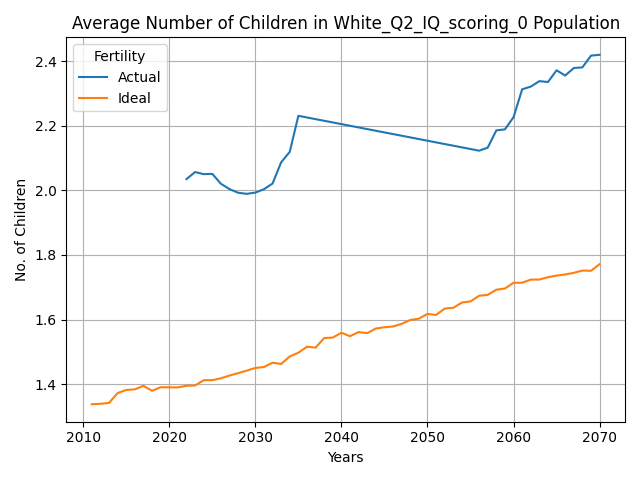 Average Number of Children in White_Q2_IQ_scoring_0 Population
Fertility
Actual
Ideal
No. of Children
2.4
2.2
2.0
1.8
1.6
1.4
2010 2020 2030 2040 2050 2060 2070
Years